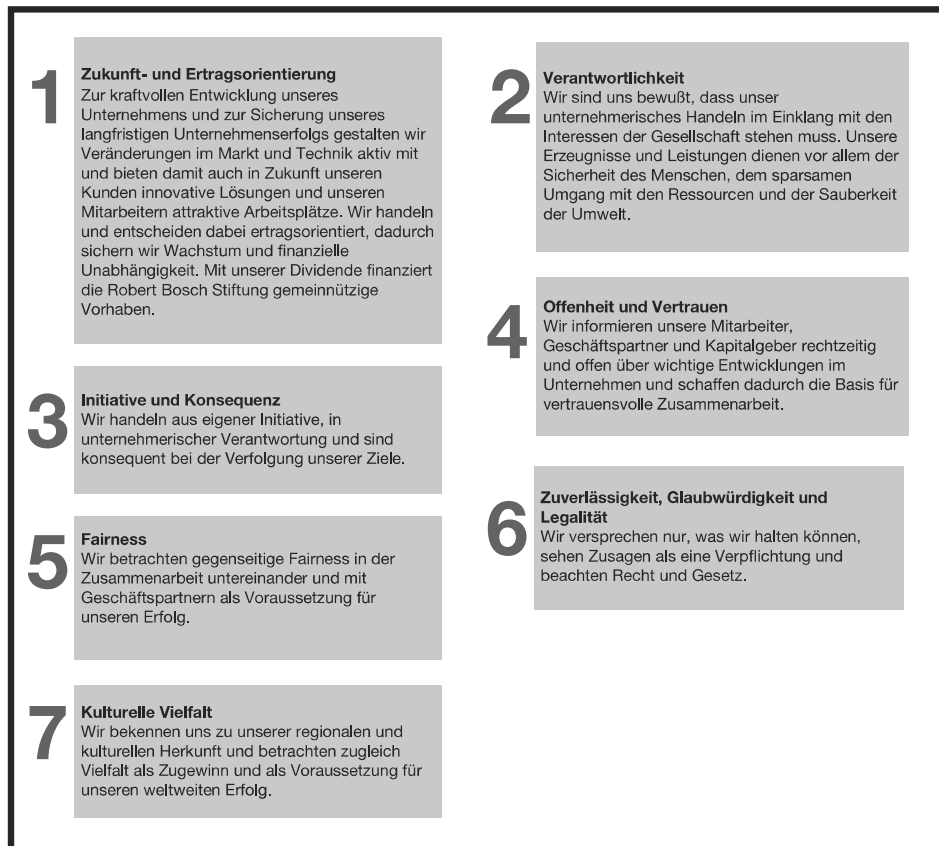 1
Zukunft- und Ertragsorientierung
Zur kraftvollen Entwicklung unseres
Unternehmens und zur Sicherung unseres
langfristigen Unternehmenserfolgs gestalten wir
Veränderungen im Markt und Technik aktiv mit
und bieten damit auch in Zukunft unseren
Kunden innovative Lösungen und unseren
Mitarbeitern attraktive Arbeitsplätze. Wir handeln
und entscheiden dabei ertragsorientiert, dadurch
sichern wir Wachstum und finanzielle
Unabhängigkeit. Mit unserer Dividende finanziert
die Robert Bosch Stiftung gemeinnützige
Vorhaben.
2
Verantwortlichkeit
Wir sind uns bewußt, dass unser
unternehmerisches Handeln im Einklang mit den
Interessen der Gesellschaft stehen muss. Unsere
Erzeugnisse und Leistungen dienen vor allem der
Sicherheit des Menschen, dem sparsamen
Umgang mit den Ressourcen und der Sauberkeit
der Umwelt.
3
Initiative und Konsequenz
Wir handeln aus eigener Initiative, in
unternehmerischer Verantwortung und sind
konsequent bei der Verfolgung unserer Ziele.
4
Offenheit und Vertrauen
Wir informieren unsere Mitarbeiter,
Geschäftspartner und Kapitalgeber rechtzeitig
und offen über wichtige Entwicklungen im
Unternehmen und schaffen dadurch die Basis für
vertrauensvolle Zusammenarbeit.
5
Fairness
Wir betrachten gegenseitige Fairness in der
Zusammenarbeit untereinander und mit
Geschäftspartnern als Voraussetzung für
unseren Erfolg.
6
Zuverlässigkeit, Glaubwürdigkeit und
Legalität
Wir versprechen nur, was wir halten können,
sehen Zusagen als eine Verpflichtung und
beachten Recht und Gesetz.
7
Kulturelle Vielfalt
Wir bekennen uns zu unserer regionalen und
kulturellen Herkunft und betrachten zugleich
Vielfalt als Zugewinn und als Voraussetzung für
unseren weltweiten Erfolg.